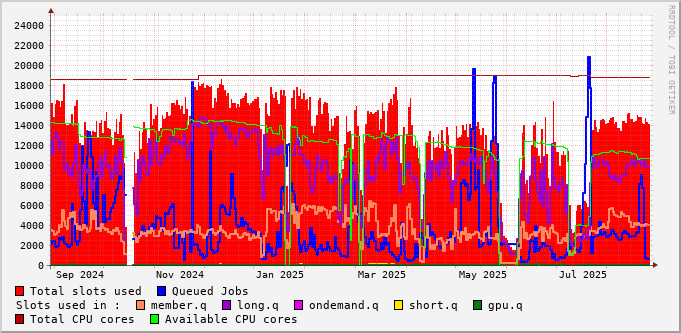 24000
22000
20000
18000
16000
14000
12000
10000
8000
6000
4000
2000
0
Sep 2024 Nov 2024 Jan 2025 Mar 2025 May 2025 Jul 2025
Total slots used Queued Jobs
Slots used in : member.q long.q ondemand.q short.q gpu.q
Total CPU cores Available CPU cores
RRDTOOL / TOBI OETIKER